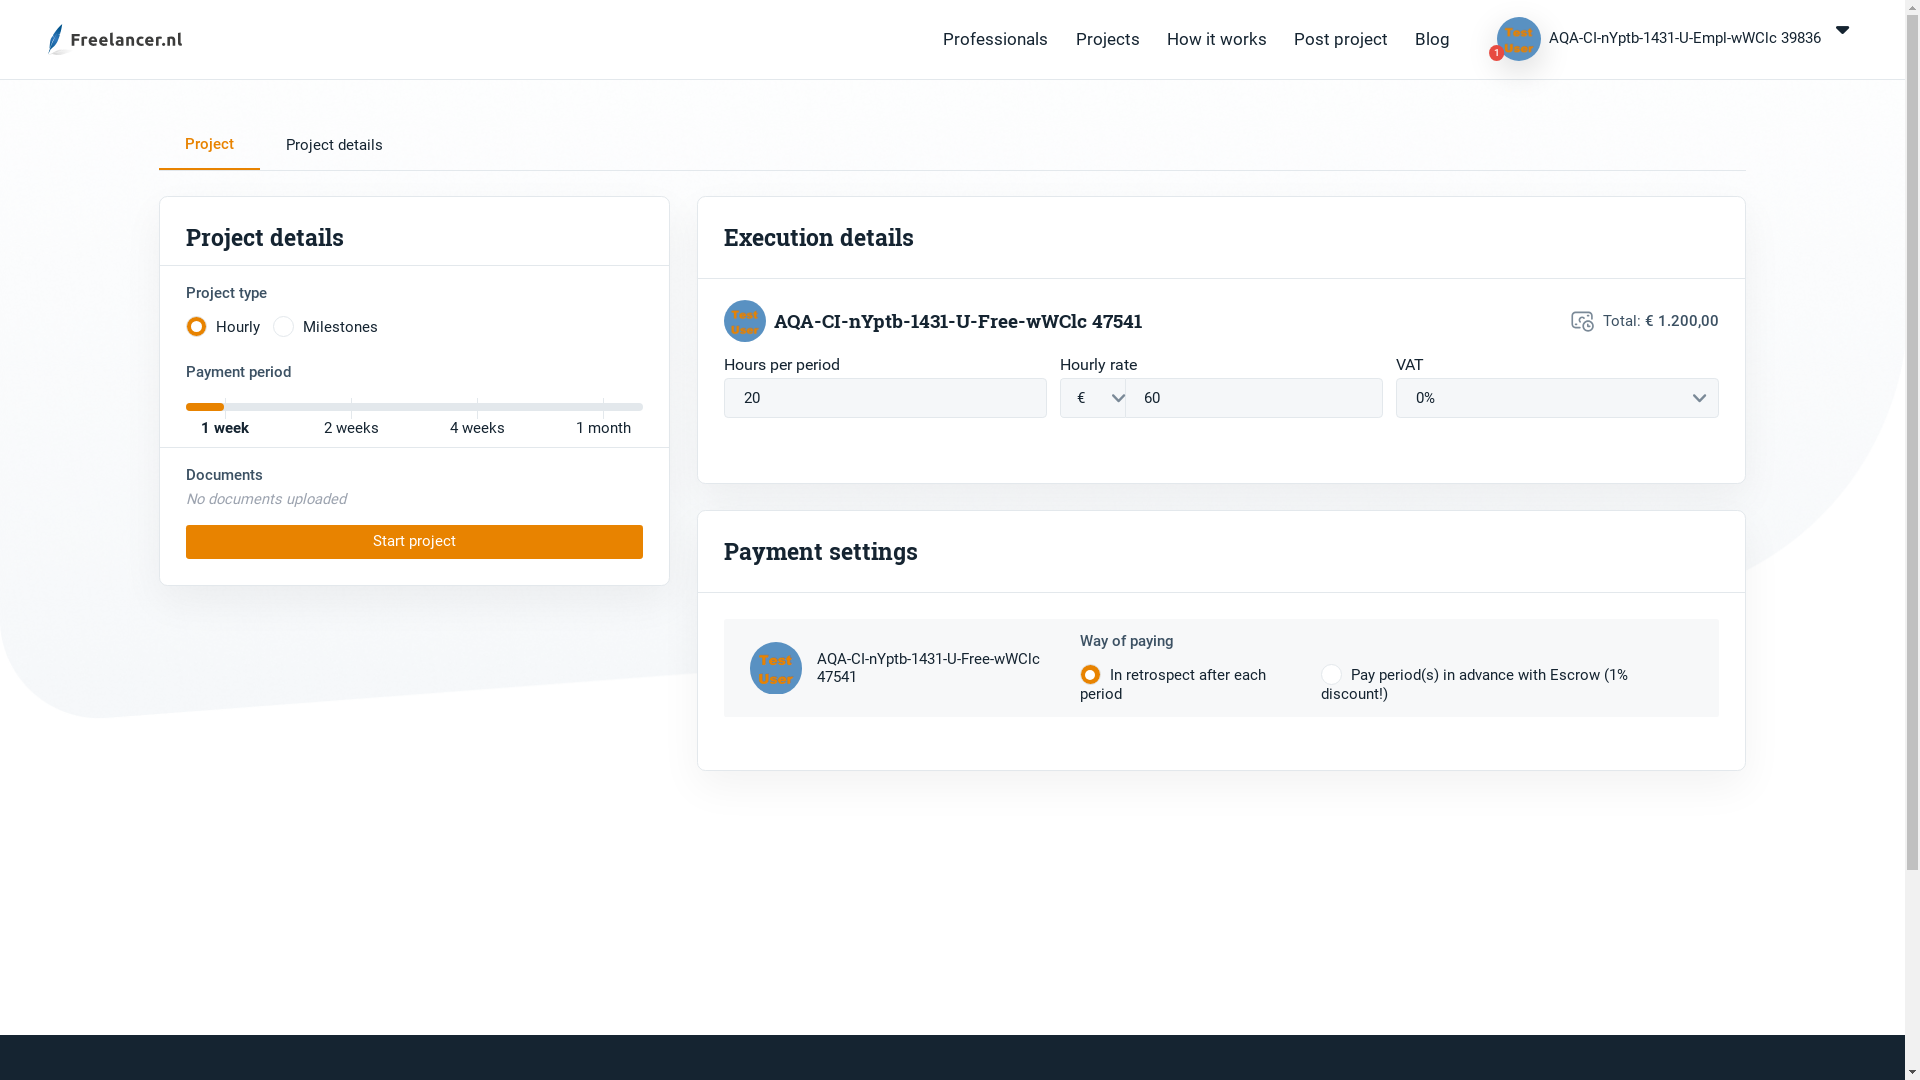 Freelancer.nl
Professionals
Projects
How it works
Post project
Blog
Test
User
1
AQA-CI-nYptb-1431-U-Empl-wWClc 39836
Project
Project details
Project details
Project type
Hourly
Milestones
Payment period
1 week
2 weeks
4 weeks
1 month
Documents
No documents uploaded
Start project
Execution details
Test
User
AQA-CI-nYptb-1431-U-Free-wWClc 47541
Total: € 1.200,00
Hours per period
Hourly rate
VAT
20
€
60
0%
Payment settings
Test
User
AQA-CI-nYptb-1431-U-Free-wWClc
47541
Way of paying
In retrospect after each
period
Pay period(s) in advance with Escrow (1%
discount!)